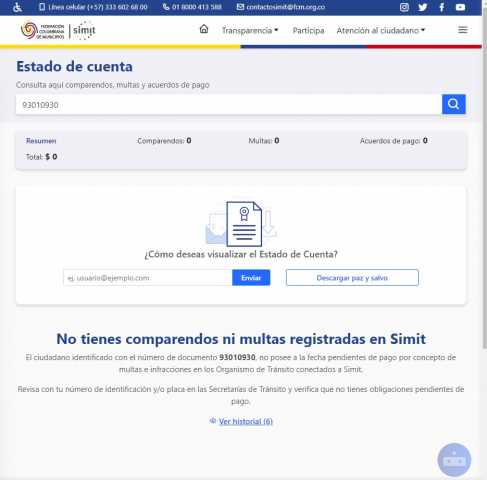 Línea celular (+57) 333 602 68 00 01 8000 413 588 contactosimit@fcm.org.co
FEDERACIÓN COLOMBIANA DE MUNICIPIOS simit Transparencia Participa Atención al ciudadano
Estado de cuenta
Consulta aquí comparendos, multas y acuerdos de pago
93010930
Resumen Comparendos: 0 Multas: 0 Acuerdos de pago: 0
Total: $ 0
¿Cómo deseas visualizar el Estado de Cuenta?
ej. usuario@ejemplo.com Enviar Descargar paz y salvo
No tienes comparendos ni multas registradas en Simit
El ciudadano identificado con el número de documento 93010930, no posee a la fecha pendientes de pago por concepto de
multas e infracciones en los Organismo de Tránsito conectados a Simit.
Revisa con tu número de identificación y/o placa en las Secretarías de Tránsito y verifica que no tienes obligaciones pendientes de
pago.
Ver historial (6)